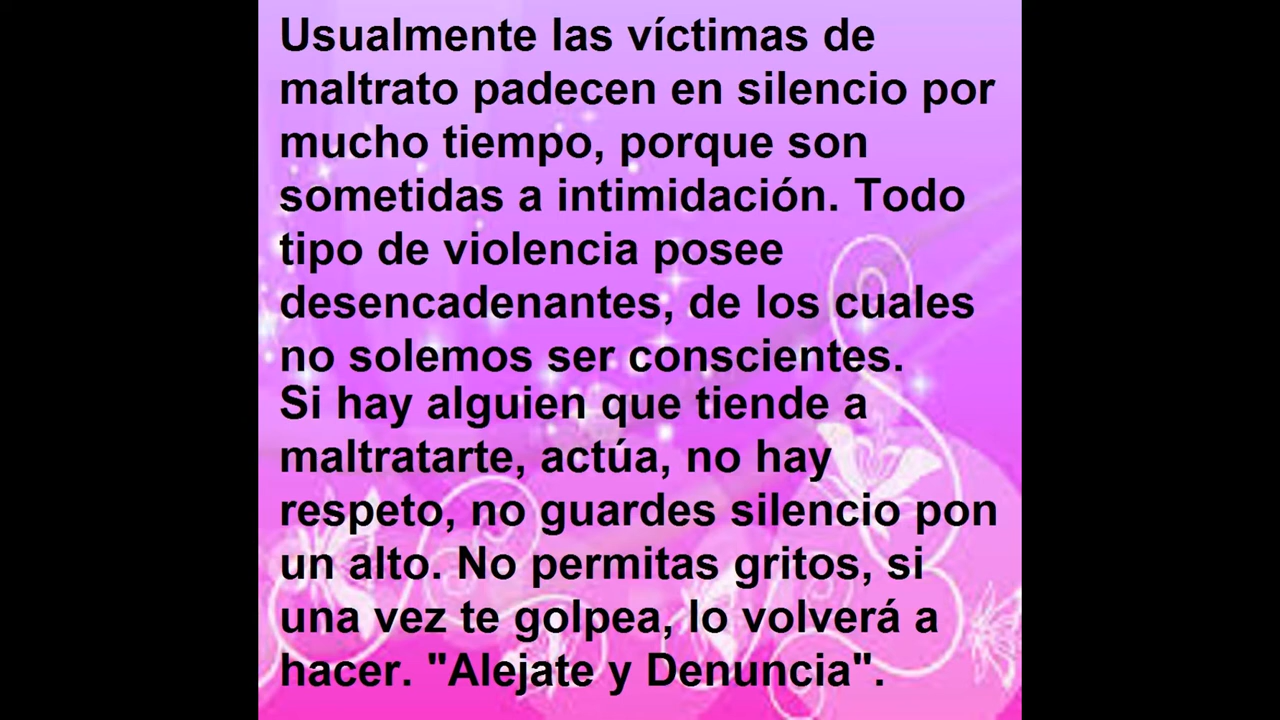 Usualmente las víctimas de
maltrato padecen en silencio por
mucho tiempo, porque son
sometidas a intimidación. Todo
tipo de violencia posee
desencadenantes, de los cuales
no solemos ser conscientes.
Si hay alguien que tiende a
maltratarte, actúa, no hay
respeto, no guardes silencio pon
un alto. No permitas gritos, si
una vez te golpea, lo volverá a
hacer. "Alejate y Denuncia".